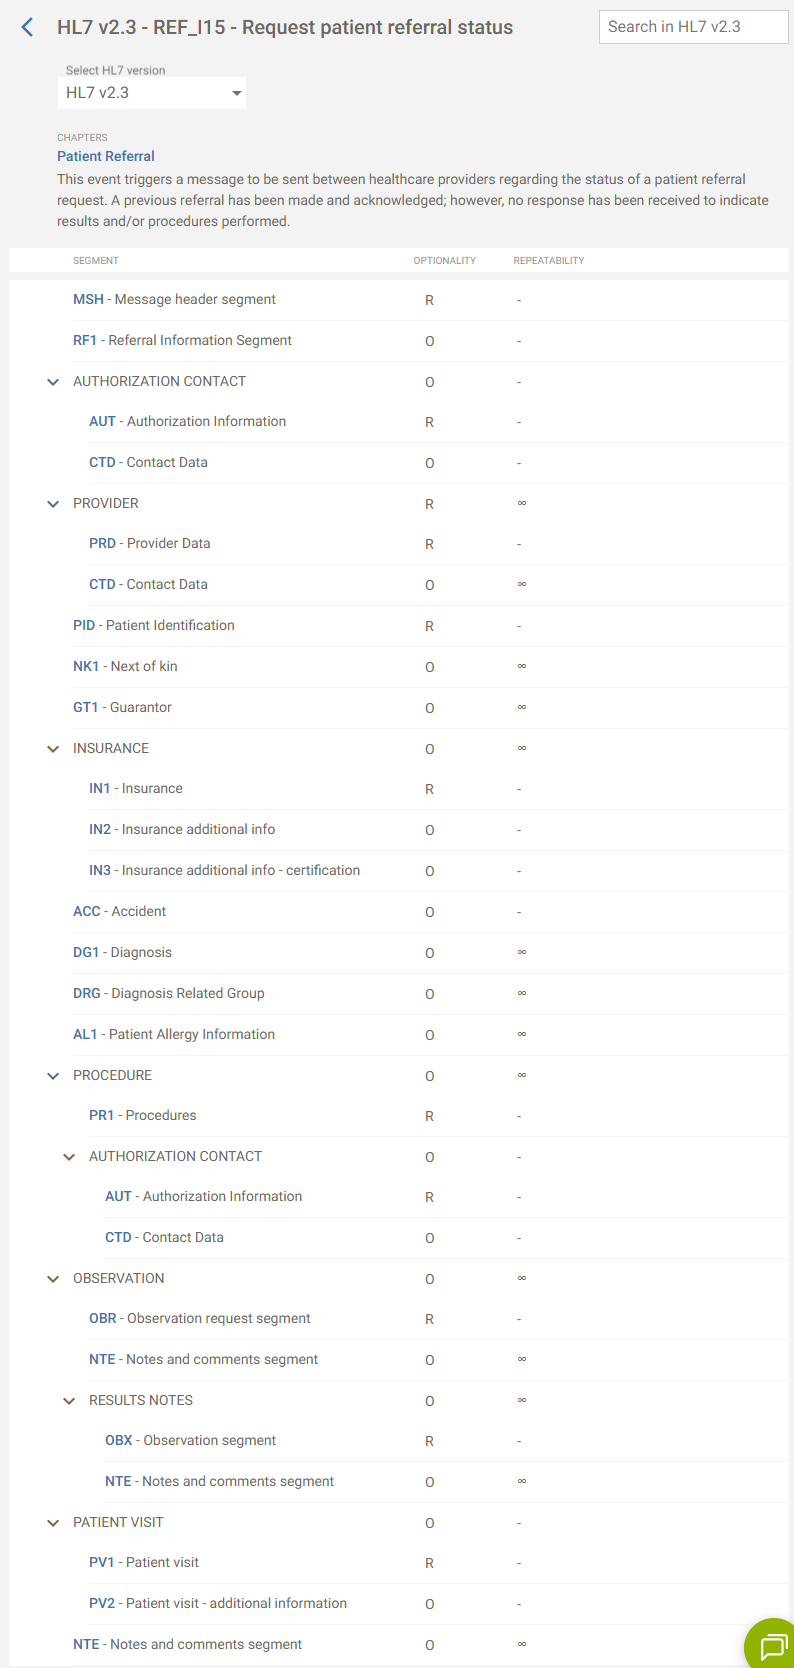 HL7 v2.3 - REF_I15 - Request patient referral status
Search in HL7 v2.3
Select HL7 version
HL7 v2.3
CHAPTERS
Patient Referral
This event triggers a message to be sent between healthcare providers regarding the status of a patient referral
request. A previous referral has been made and acknowledged; however, no response has been received to indicate
results and/or procedures performed.
SEGMENT OPTIONALITY REPEATABILITY
MSH - Message header segment R -
RF1 - Referral Information Segment O -
AUTHORIZATION CONTACT O -
AUT - Authorization Information R -
CTD - Contact Data O -
PROVIDER R ∞
PRD - Provider Data R -
CTD - Contact Data O ∞
PID - Patient Identification R -
NK1 - Next of kin O ∞
GT1 - Guarantor O ∞
INSURANCE O ∞
IN1 - Insurance R -
IN2 - Insurance additional info O -
IN3 - Insurance additional info - certification O -
ACC - Accident O -
DG1 - Diagnosis O ∞
DRG - Diagnosis Related Group O ∞
AL1 - Patient Allergy Information O ∞
PROCEDURE O ∞
PR1 - Procedures R -
AUTHORIZATION CONTACT O -
AUT - Authorization Information R -
CTD - Contact Data O -
OBSERVATION O ∞
OBR - Observation request segment R -
NTE - Notes and comments segment O ∞
RESULTS NOTES O ∞
OBX - Observation segment R -
NTE - Notes and comments segment O ∞
PATIENT VISIT O -
PV1 - Patient visit R -
PV2 - Patient visit - additional information O -
NTE - Notes and comments segment O ∞